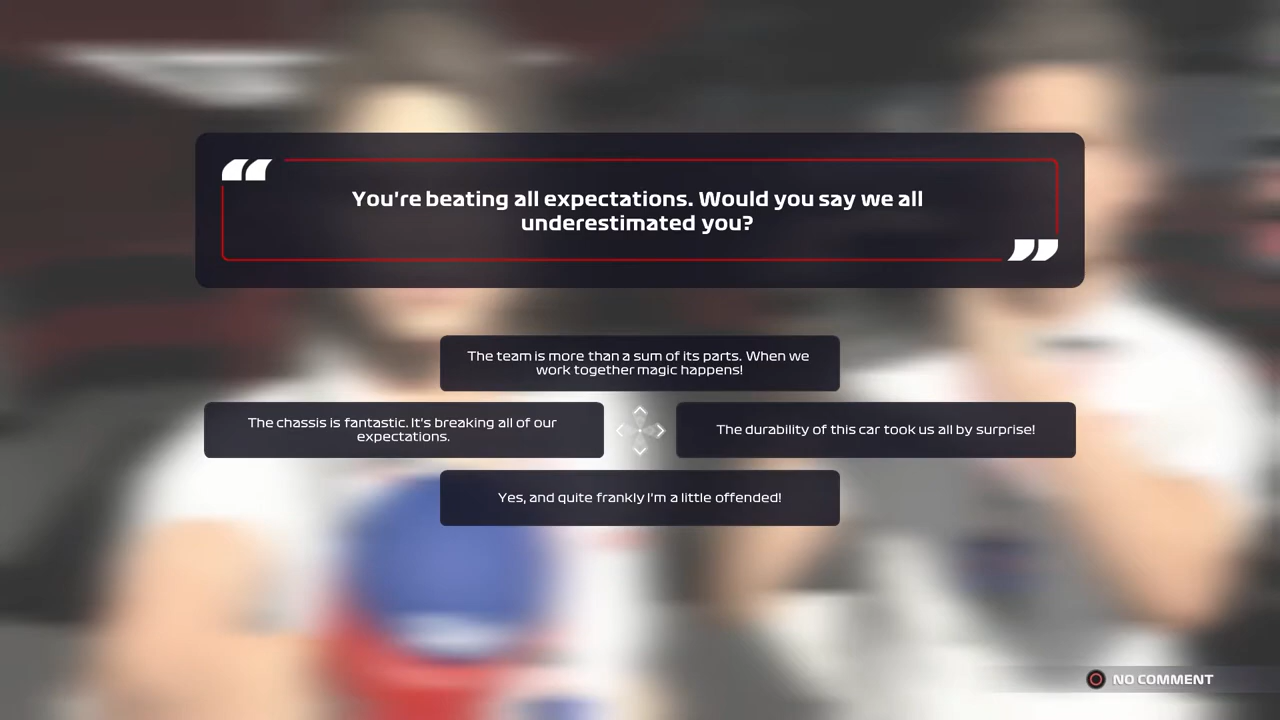 You're beating all expectations. Would you say we all
underestimated you?
The team is more than a sum of its parts. When we
work together magic happens!
The chassis is fantastic. It's breaking all of our
expectations.
The durability of this car took us all by surprise!
Yes, and quite frankly I'm a little offended!
NO COMMENT